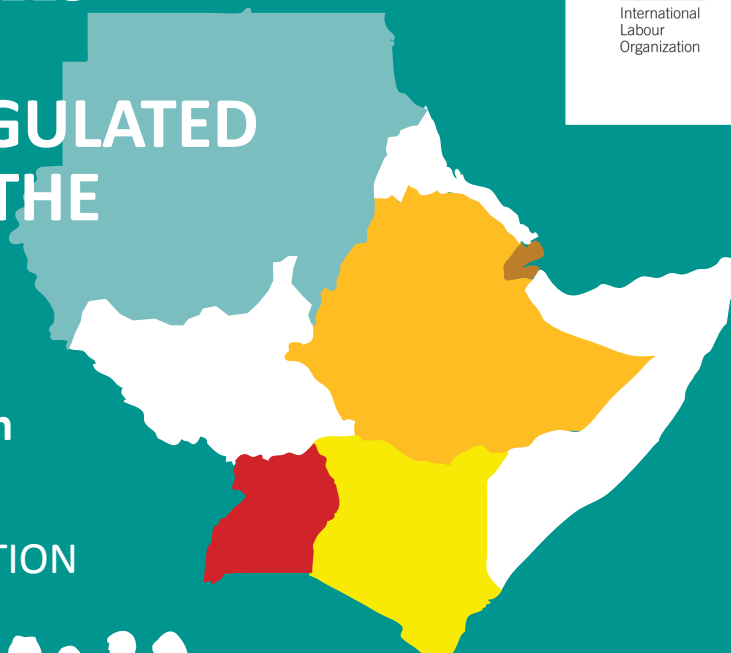 International
Labour
Organization
GULATED
THE
n
TION